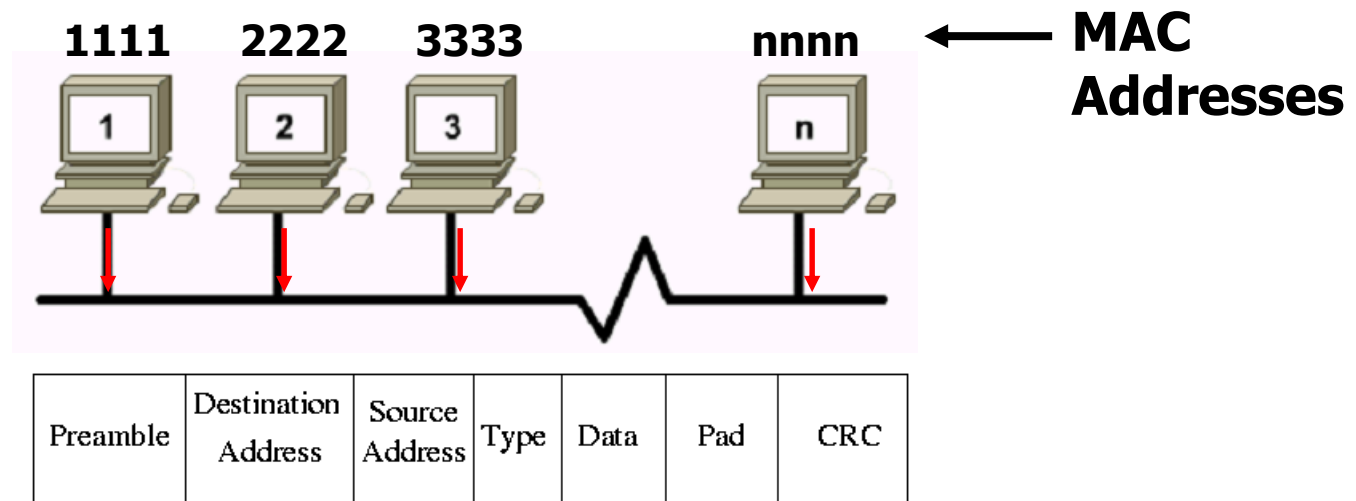 1111 2222 3333 nnnn MAC
Addresses
1 2 3 n
Preamble Destination Address Source Address Type Data Pad CRC